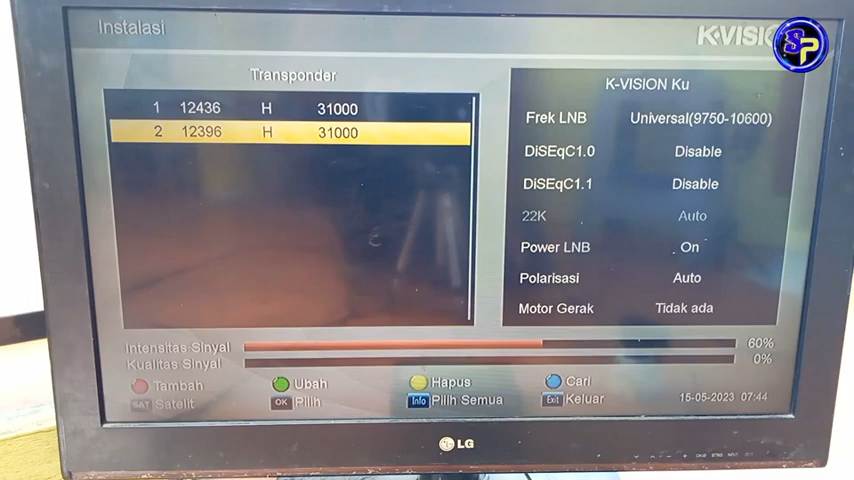 Instalasi
K-VISI
SP
Transponder
1 12436 H 31000
2 12396 H 31000
K-VISION Ku
Frek LNB Universal(9750-10600)
DiSEqC1.0 Disable
DiSEqC1.1 Disable
22K Auto
Power LNB On
Polarisasi Auto
Motor Gerak Tidak ada
Intensitas Sinyal 60%
Kualitas Sinyal 0%
Tambah Ubah Hapus Cari
SAT Satelit OK Pilih Info Pilih Semua Exit Keluar
15-05-2023 07:44
LG